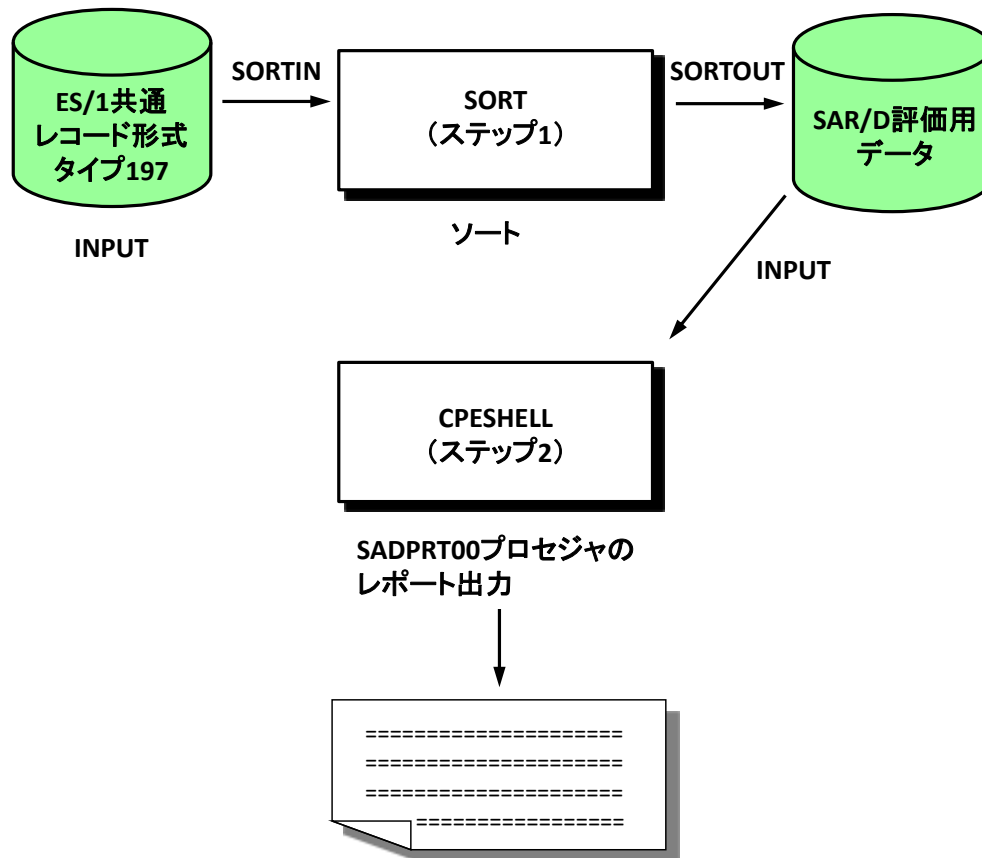 ES/1共通
レコード形式
タイプ197
INPUT
SORTIN
SORT
（ステップ1）
ソート
SORTOUT
SAR/D評価用
データ
INPUT
CPESHELL
（ステップ2）
SADPRT00プロセジャの
レポート出力
=====================
=====================
=====================
=================